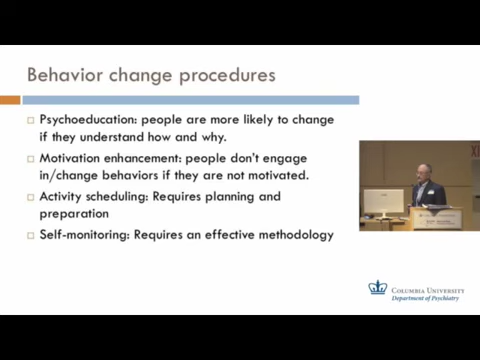 Behavior change procedures
Psychoeducation: people are more likely to change
if they understand how and why.
Motivation enhancement: people don't engage
in/change behaviors if they are not motivated.
Activity scheduling: Requires planning and
preparation
Self-monitoring: Requires an effective methodology
COLUMBIA UNIVERSITY
Department of Psychiatry